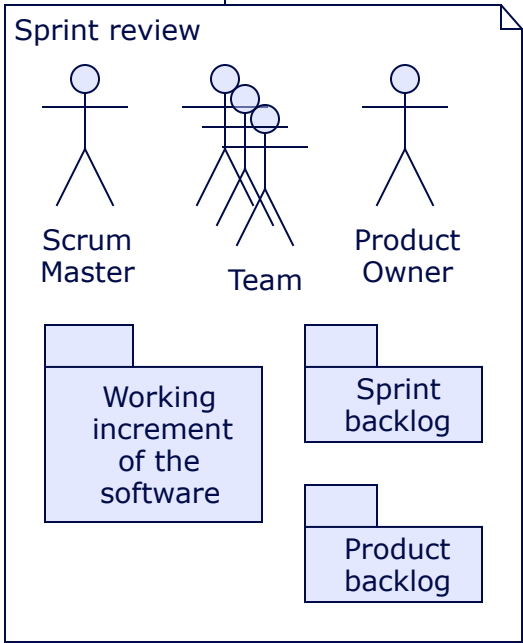 Sprint review
Scrum
Master
Team
Product
Owner
Working
increment
of the
software
Sprint
backlog
Product
backlog